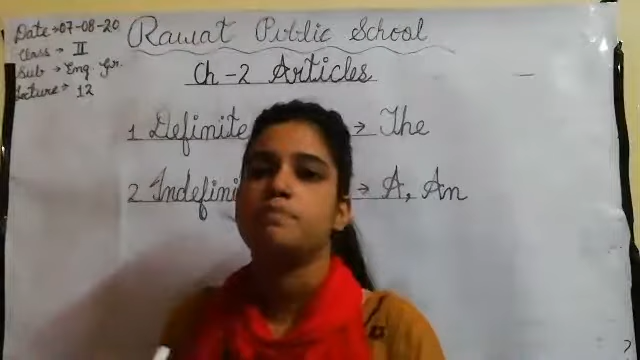 Date → 07-08-20
Class → II
Sub → Eng. Gr.
Lecture → 12
Rawat Public School
Ch-2 Articles
1 Definite → The
2 Indefini → A, An